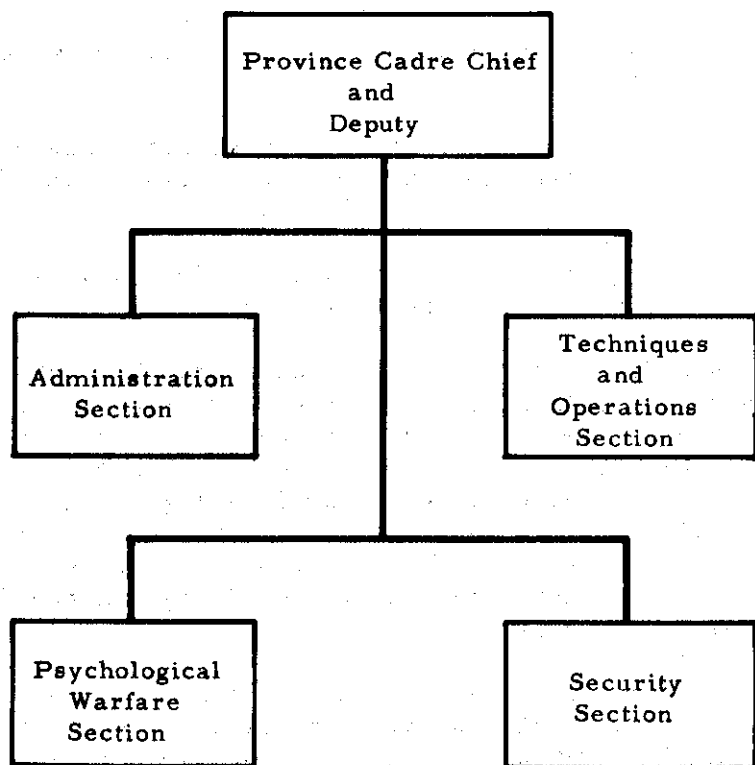 Province Cadre Chief
and
Deputy
Administration
Section
Techniques
and
Operations
Section
Psychological
Warfare
Section
Security
Section